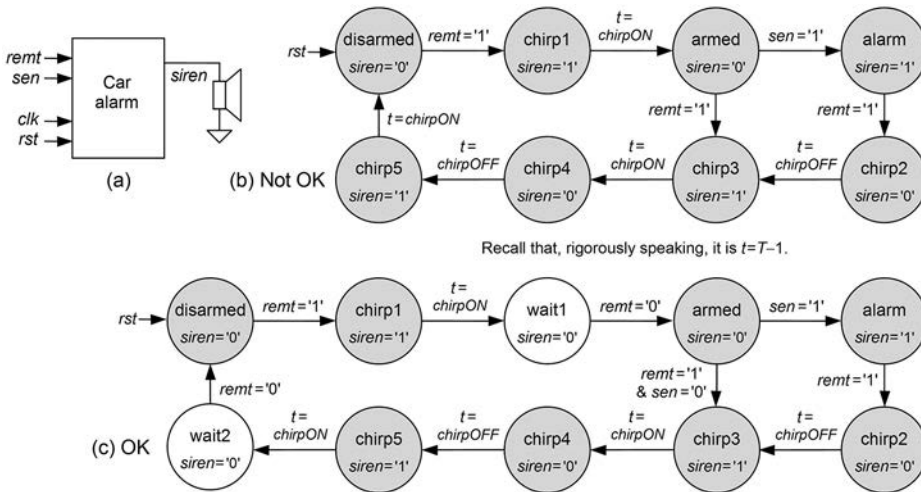 remt
sen
clk
rst
Car
alarm
siren
(a)
rst
disarmed
siren='0'
remt='1'
chirp1
siren='1'
t=
chirpON
armed
siren='0'
sen='1'
alarm
siren='1'
t=chirpON
remt='1'
remt='1'
chirp5
siren='1'
t=
chirpOFF
chirp4
siren='0'
t=
chirpON
chirp3
siren='1'
t=
chirpOFF
chirp2
siren='0'
(b) Not OK
Recall that, rigorously speaking, it is t=T–1.
rst
disarmed
siren='0'
remt='1'
chirp1
siren='1'
t=
chirpON
wait1
siren='0'
remt='0'
armed
siren='0'
sen='1'
alarm
siren='1'
remt='0'
remt='1'
& sen='0'
remt='1'
(c) OK
wait2
siren='0'
t=
chirpON
chirp5
siren='1'
t=
chirpOFF
chirp4
siren='0'
t=
chirpON
chirp3
siren='1'
t=
chirpOFF
chirp2
siren='0'